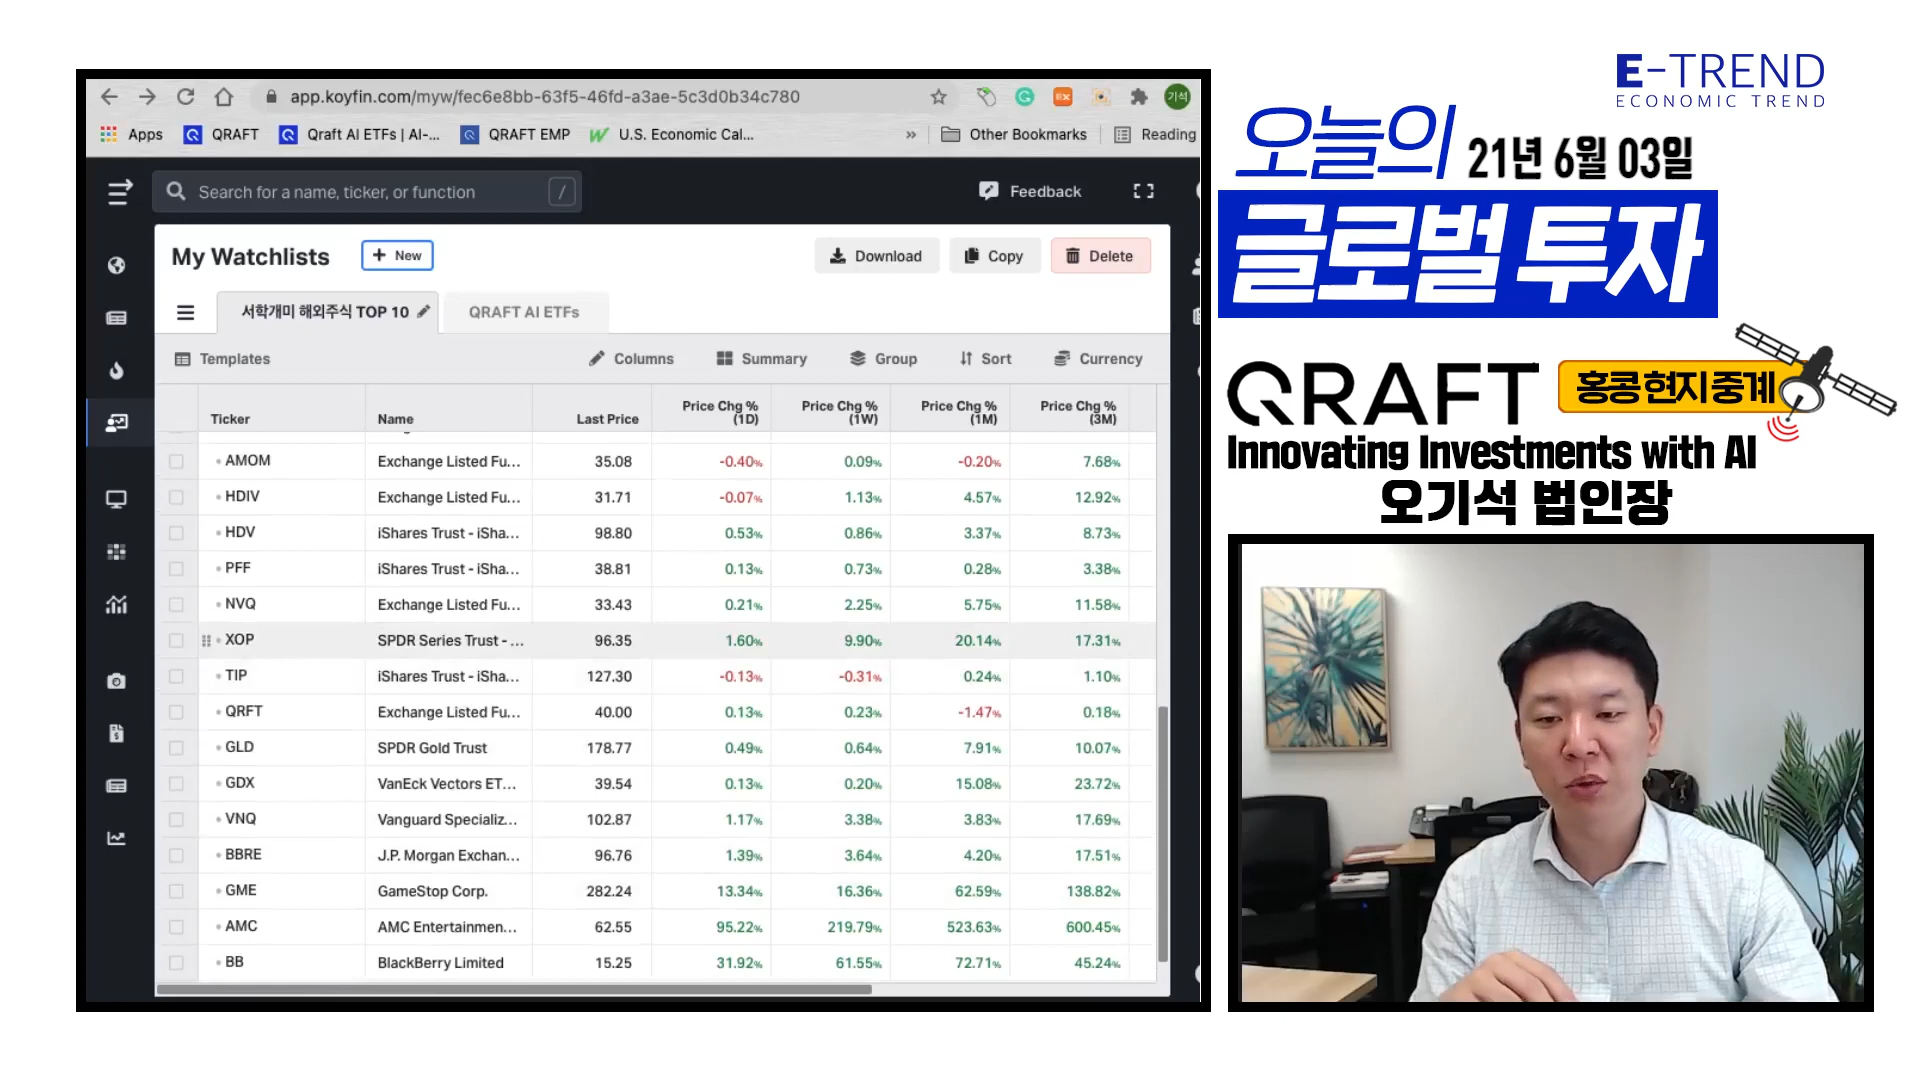 app.koyfin.com/myw/fec6e8bb-63f5-46fd-a3ae-5c3d0b34c780
기석
Apps QRAFT Qraft AI ETFs | AI-... QRAFT EMP U.S. Economic Cal... » Other Bookmarks Reading
Search for a name, ticker, or function /
Feedback
My Watchlists + New Download Copy Delete
서학개미 해외주식 TOP 10 QRAFT AI ETFs
Templates Columns Summary Group Sort Currency
Ticker Name Last Price Price Chg % (1D) Price Chg % (1W) Price Chg % (1M) Price Chg % (3M)
AMOM Exchange Listed Fu... 35.08 -0.40% 0.09% -0.20% 7.68%
HDIV Exchange Listed Fu... 31.71 -0.07% 1.13% 4.57% 12.92%
HDV iShares Trust - iSha... 98.80 0.53% 0.86% 3.37% 8.73%
PFF iShares Trust - iSha... 38.81 0.13% 0.73% 0.28% 3.38%
NVQ Exchange Listed Fu... 33.43 0.21% 2.25% 5.75% 11.58%
XOP SPDR Series Trust - ... 96.35 1.60% 9.90% 20.14% 17.31%
TIP iShares Trust - iSha... 127.30 -0.13% -0.31% 0.24% 1.10%
QRFT Exchange Listed Fu... 40.00 0.13% 0.23% -1.47% 0.18%
GLD SPDR Gold Trust 178.77 0.49% 0.64% 7.91% 10.07%
GDX VanEck Vectors ET... 39.54 0.13% 0.20% 15.08% 23.72%
VNQ Vanguard Specializ... 102.87 1.17% 3.38% 3.83% 17.69%
BBRE J.P. Morgan Exchan... 96.76 1.39% 3.64% 4.20% 17.51%
GME GameStop Corp. 282.24 13.34% 16.36% 62.59% 138.82%
AMC AMC Entertainmen... 62.55 95.22% 219.79% 523.63% 600.45%
BB BlackBerry Limited 15.25 31.92% 61.55% 72.71% 45.24%
E-TREND
ECONOMIC TREND
오늘의 21년 6월 03일
글로벌 투자
QRAFT 홍콩 현지 중계
Innovating Investments with AI
오기석 법인장